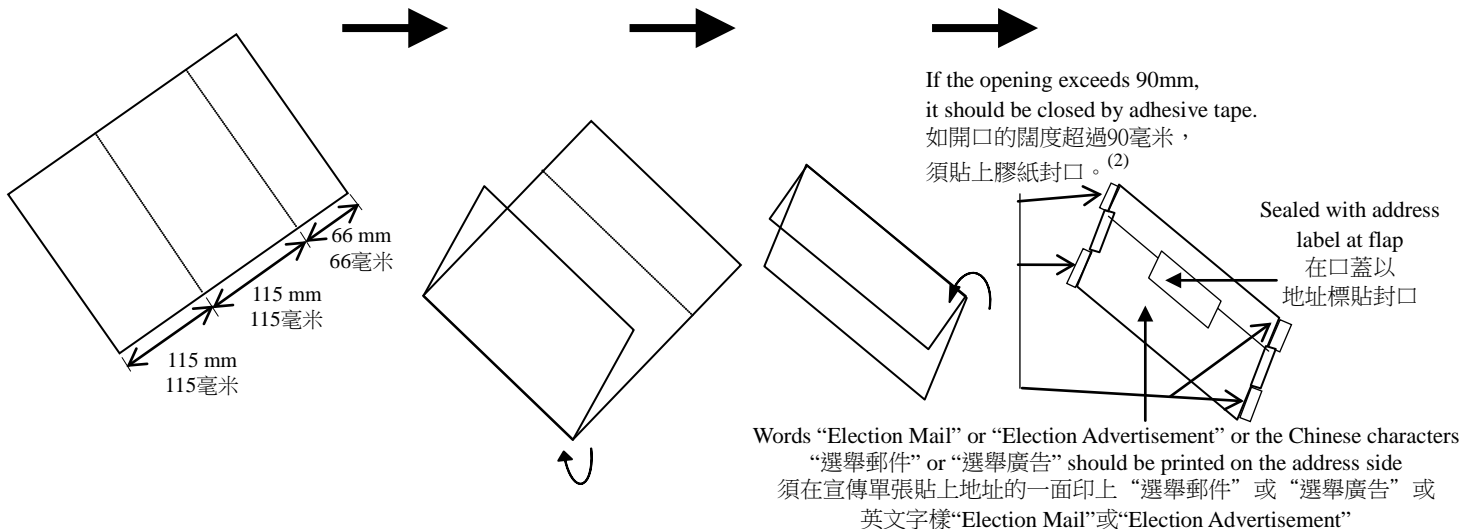 If the opening exceeds 90mm,
it should be closed by adhesive tape.
如開口的闊度超過90毫米，
須貼上膠紙封口。(2)
Sealed with address
label at flap
在口蓋以
地址標貼封口
66 mm
66毫米
115 mm
115毫米
115 mm
115毫米
Words “Election Mail” or “Election Advertisement” or the Chinese characters
“選舉郵件” or “選舉廣告” should be printed on the address side
須在宣傳單張貼上地址的一面印上“選舉郵件”或“選舉廣告”或
英文字樣“Election Mail”或“Election Advertisement”